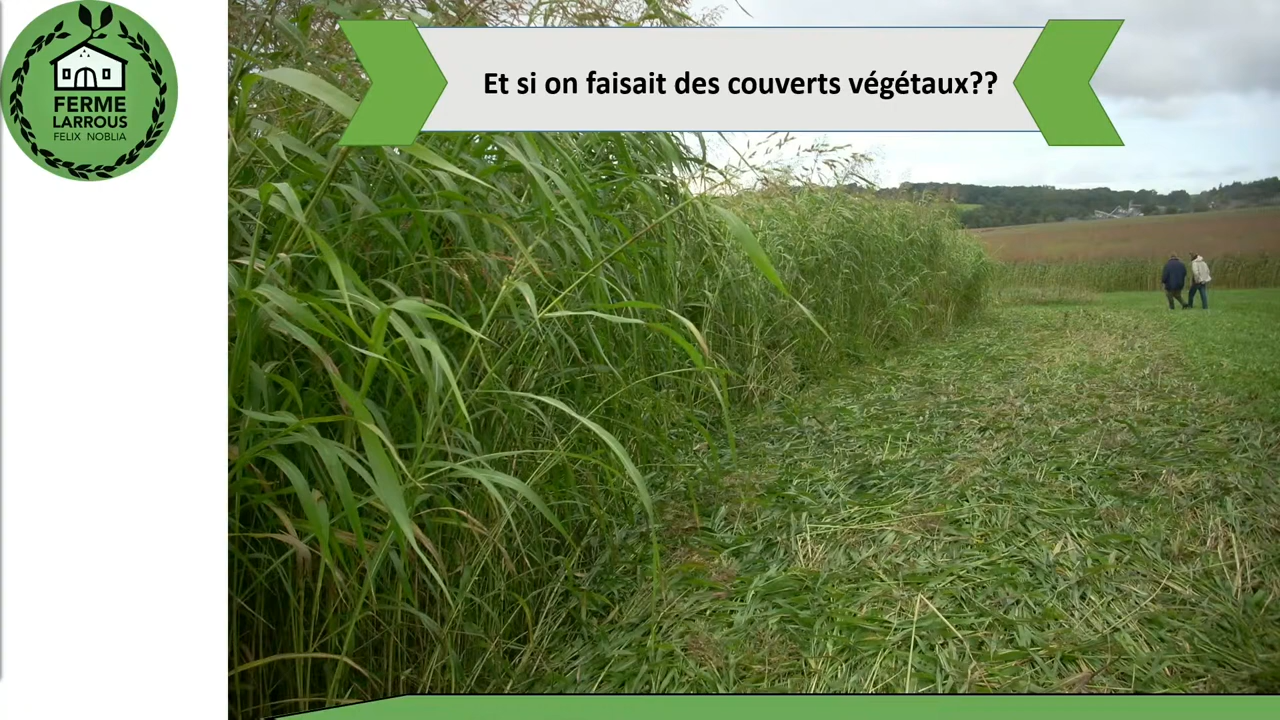 FERME
LARROUS
FELIX NOBLIA
Et si on faisait des couverts végétaux??